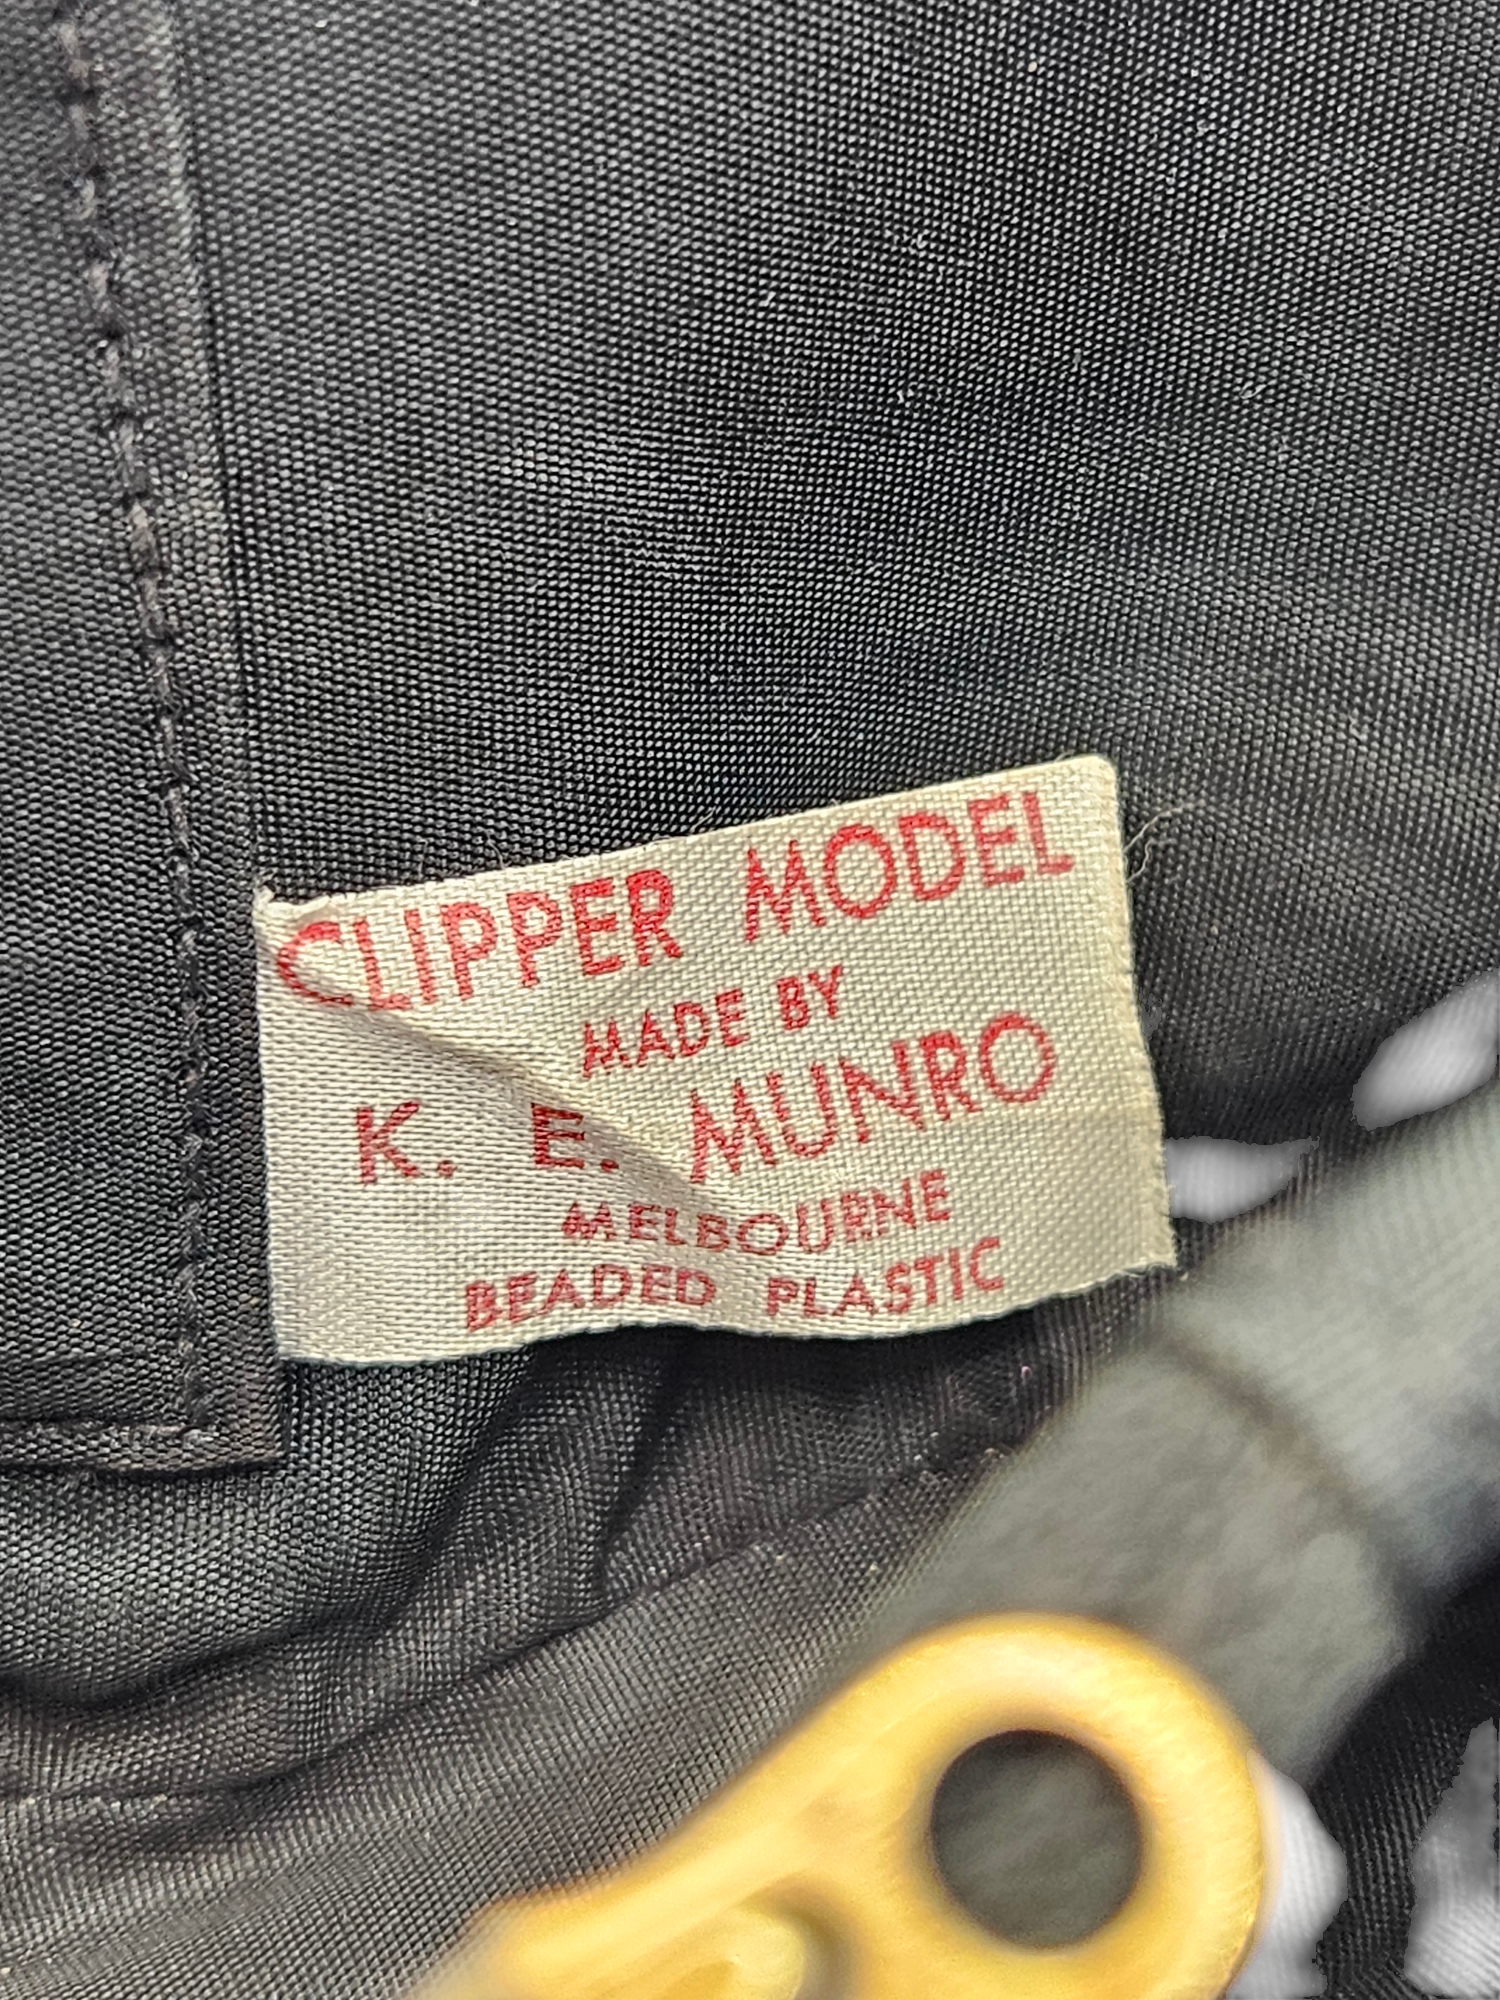 CLIPPER MODEL
MADE BY
K. E. MUNRO
MELBOURNE
BEADED PLASTIC